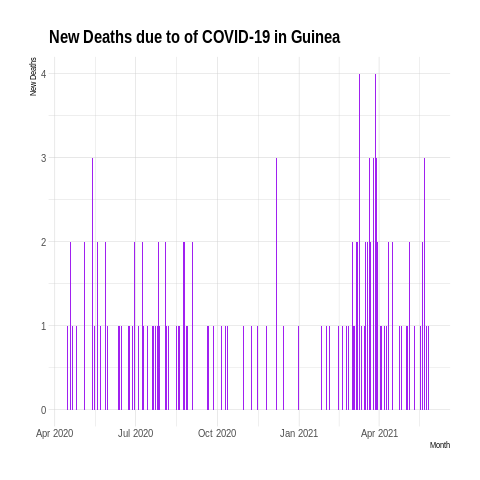 New Deaths due to of COVID-19 in Guinea
New Deaths
4
3
2
1
0
Apr 2020 Jul 2020 Oct 2020 Jan 2021 Apr 2021
Month